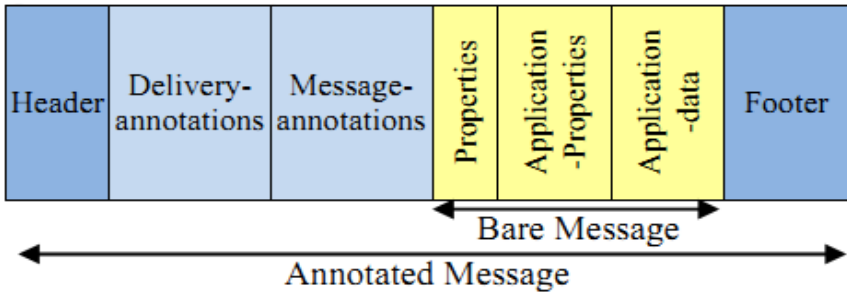 Header
Delivery-
annotations
Message-
annotations
Properties
Application
-Properties
Application
-data
Footer
Bare Message
Annotated Message